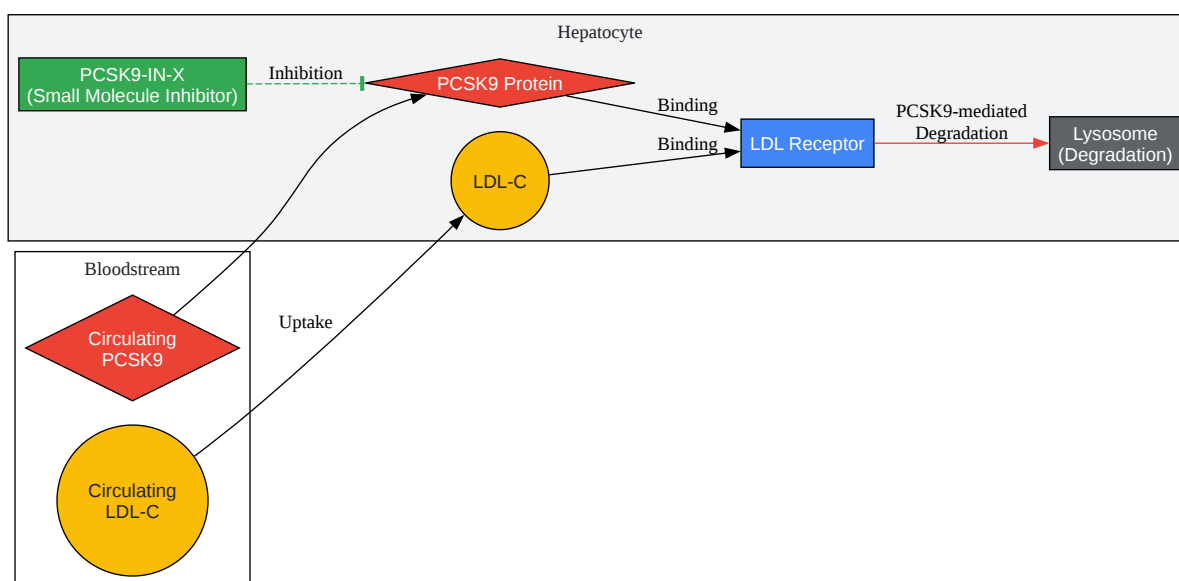 Hepatocyte
PCSK9-IN-X
(Small Molecule Inhibitor)
Inhibition
PCSK9 Protein
Binding
LDL-C
Binding
LDL Receptor
PCSK9-mediated
Degradation
Lysosome
(Degradation)
Bloodstream
Circulating
PCSK9
Uptake
Circulating
LDL-C